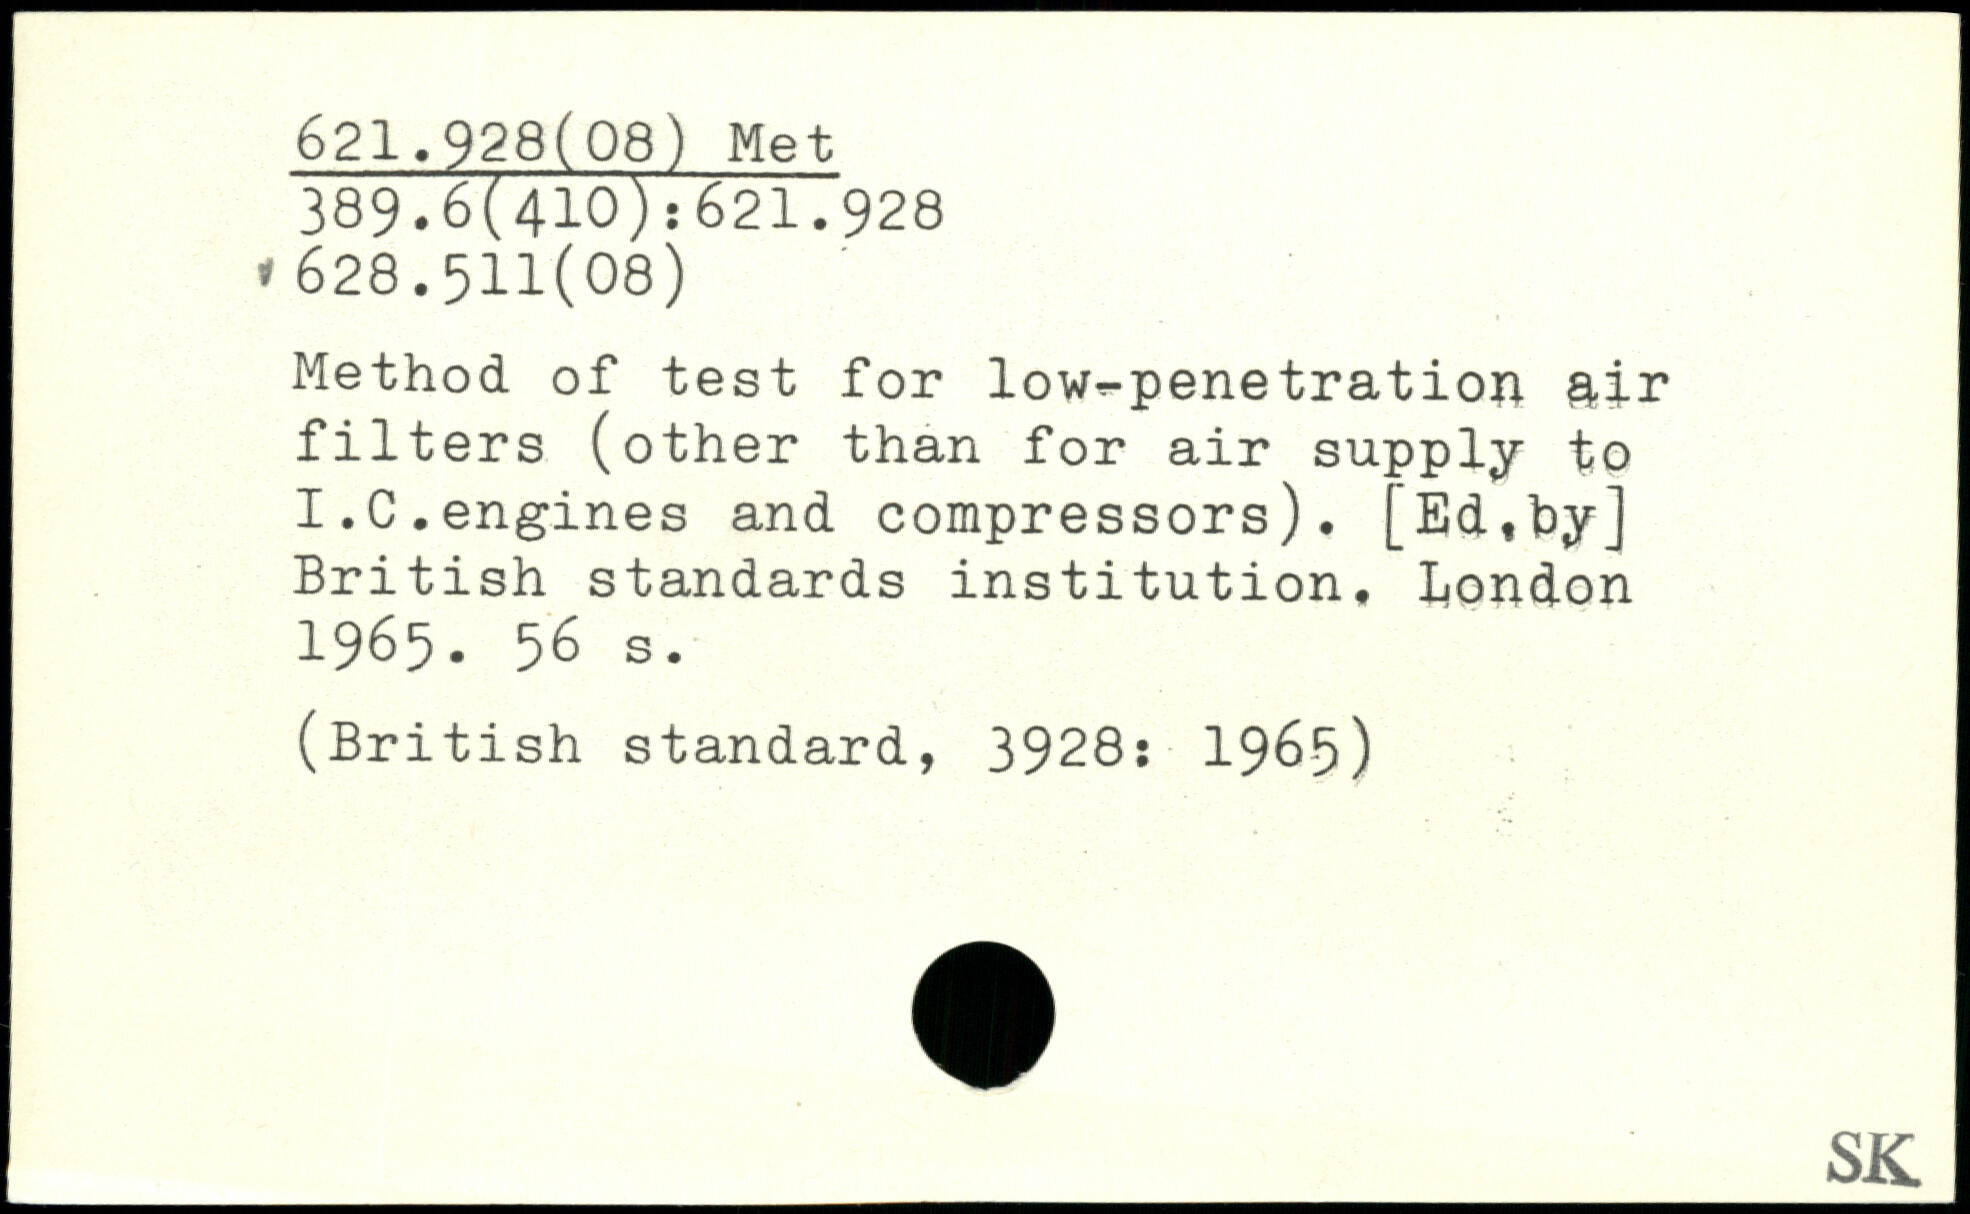 621.928(08) Met
389.6(410):621.928
628.511(08)
Method of test for low-penetration air
filters (other than for air supply to
I.C.engines and compressors). [Ed.by]
British standards institution. London
1965. 56 s.
(British standard, 3928: 1965)
SK